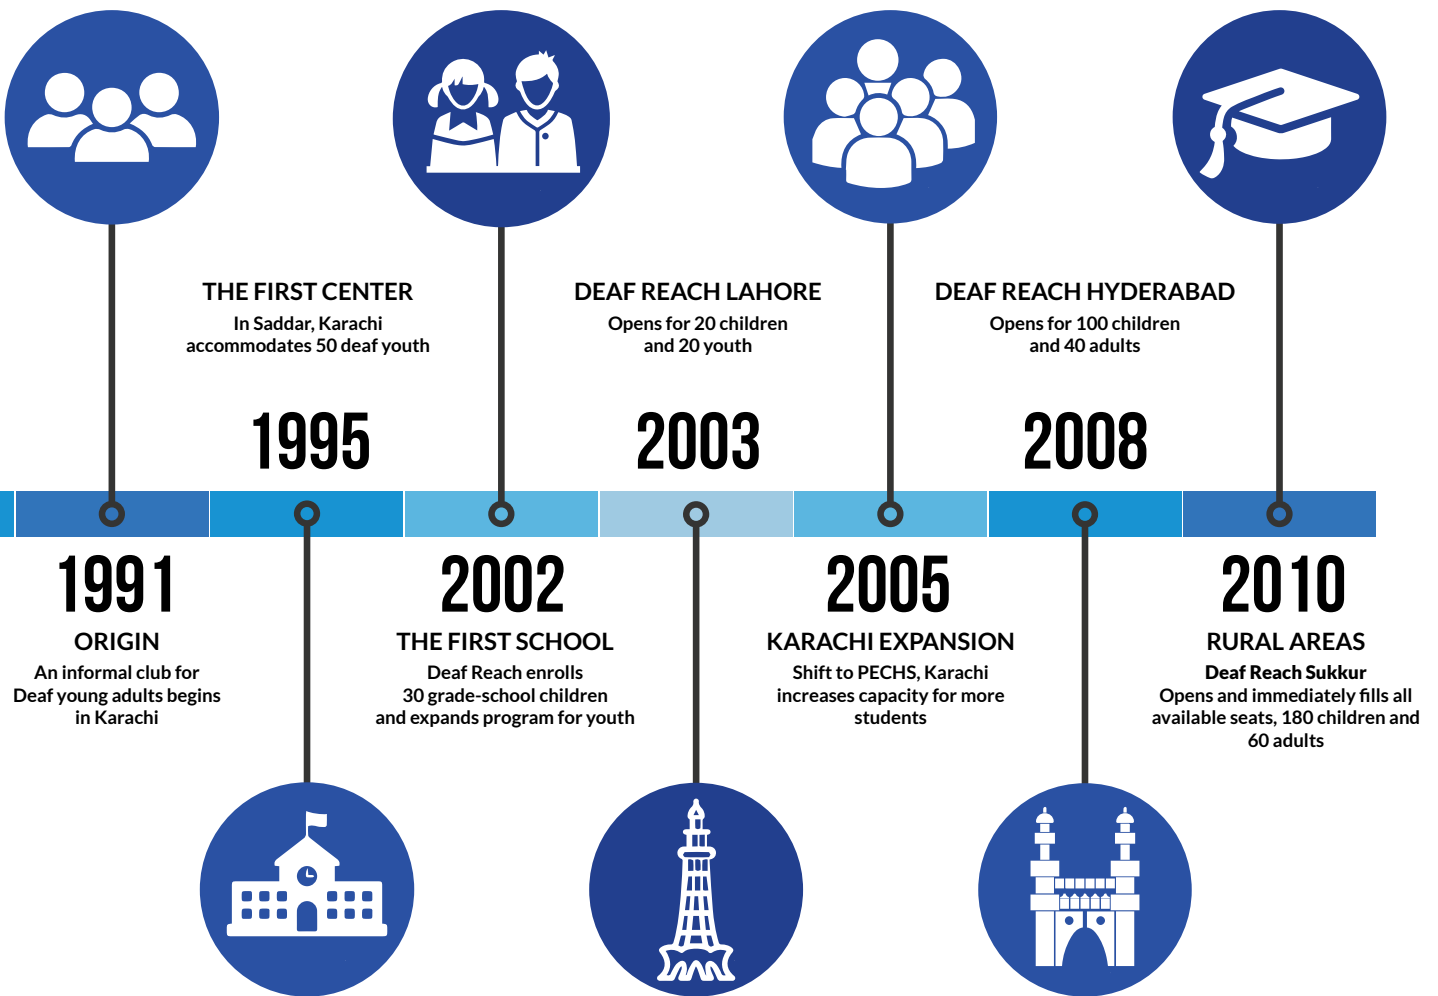 1991
ORIGIN
An informal club for
Deaf young adults begins
in Karachi
THE FIRST CENTER
In Saddar, Karachi
accommodates 50 deaf youth
1995
2002
THE FIRST SCHOOL
Deaf Reach enrolls
30 grade-school children
and expands program for youth
DEAF REACH LAHORE
Opens for 20 children
and 20 youth
2003
2005
KARACHI EXPANSION
Shift to PECHS, Karachi
increases capacity for more
students
DEAF REACH HYDERABAD
Opens for 100 children
and 40 adults
2008
2010
RURAL AREAS
Deaf Reach Sukkur
Opens and immediately fills all
available seats, 180 children and
60 adults